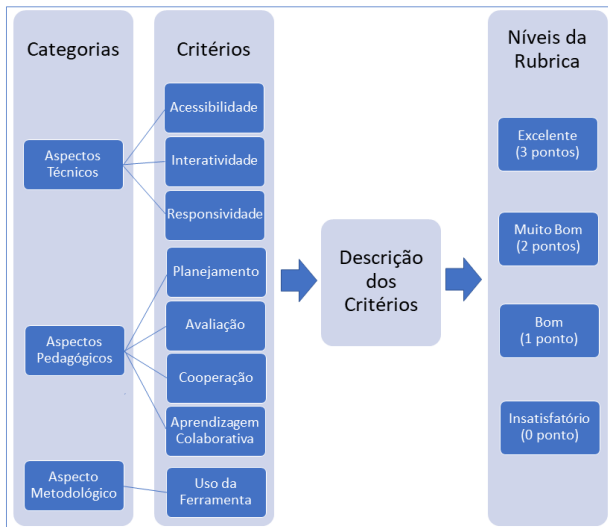 Categorias
Aspectos
Técnicos
Aspectos
Pedagógicos
Aspecto
Metodológico
Critérios
Acessibilidade
Interatividade
Responsividade
Planejamento
Avaliação
Cooperação
Aprendizagem
Colaborativa
Uso da
Ferramenta
Descrição
dos
Critérios
Níveis da
Rubrica
Excelente
(3 pontos)
Muito Bom
(2 pontos)
Bom
(1 ponto)
Insatisfatório
(0 ponto)